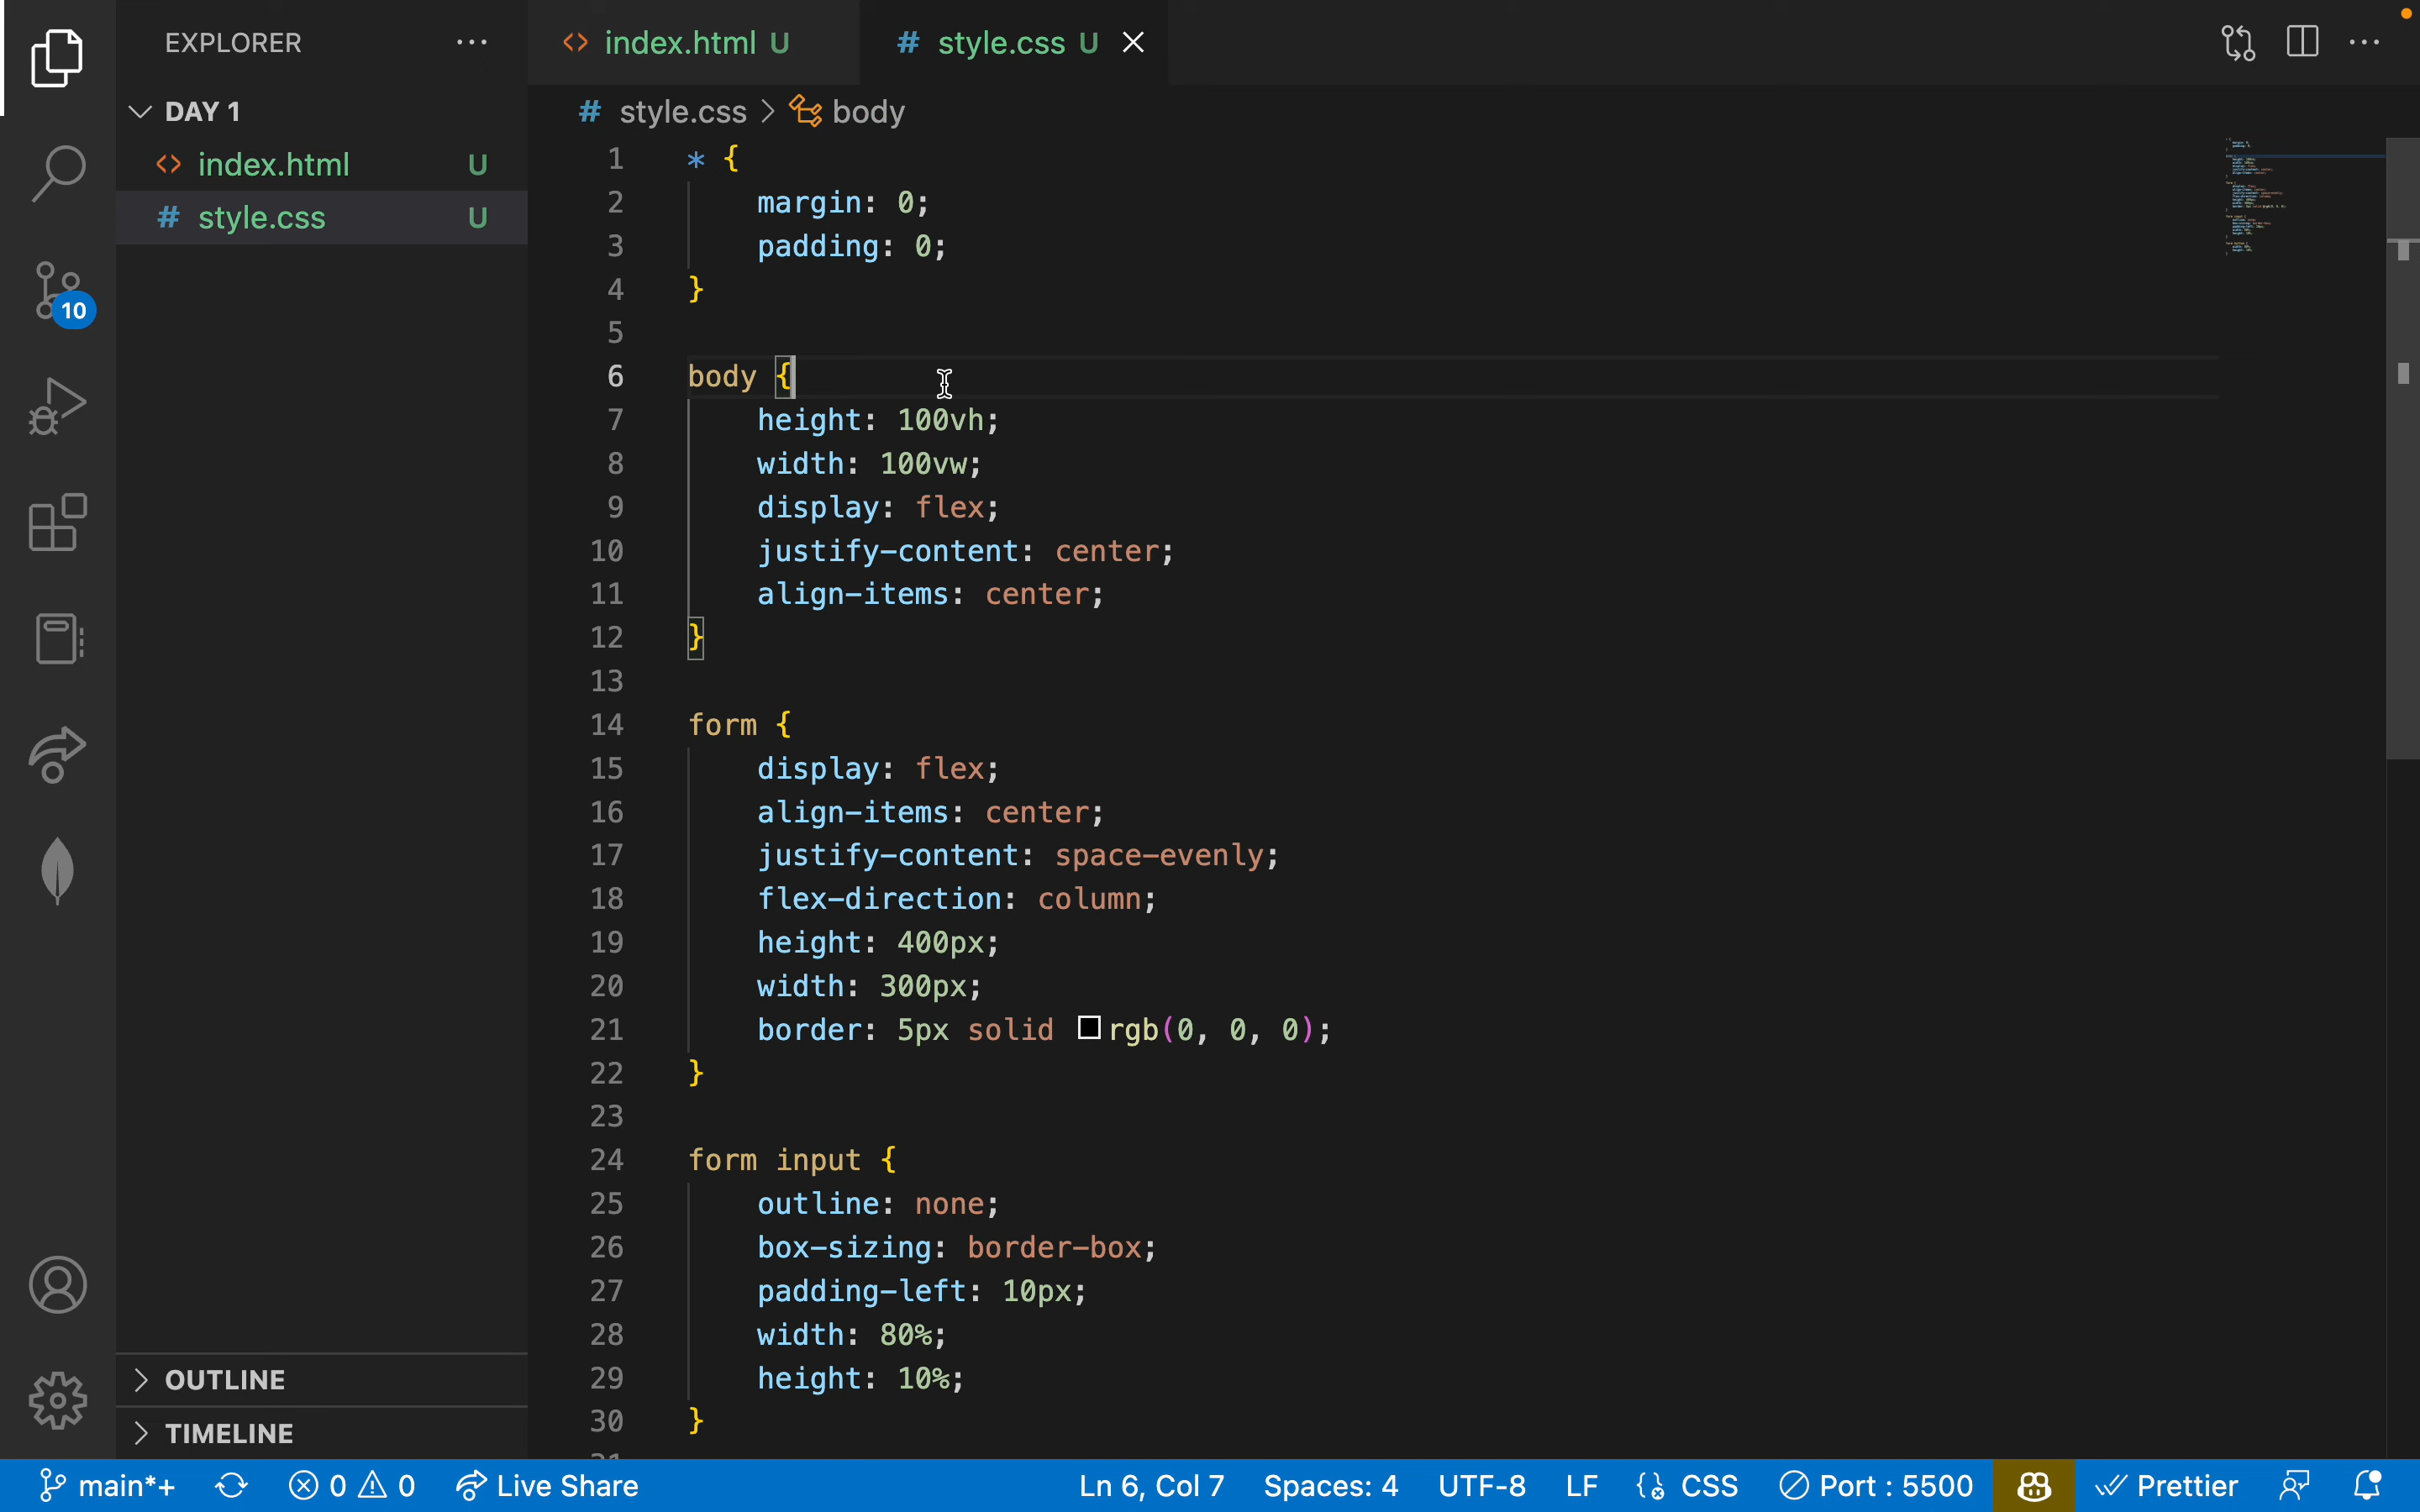 EXPLORER
DAY 1
index.html U
style.css U
OUTLINE
TIMELINE
index.html U
style.css U
style.css > body
1 * {
2     margin: 0;
3     padding: 0;
4 }
5
6 body {
7     height: 100vh;
8     width: 100vw;
9     display: flex;
10     justify-content: center;
11     align-items: center;
12 }
13
14 form {
15     display: flex;
16     align-items: center;
17     justify-content: space-evenly;
18     flex-direction: column;
19     height: 400px;
20     width: 300px;
21     border: 5px solid rgb(0, 0, 0);
22 }
23
24 form input {
25     outline: none;
26     box-sizing: border-box;
27     padding-left: 10px;
28     width: 80%;
29     height: 10%;
30 }
10
main*+ 0 0 Live Share Ln 6, Col 7 Spaces: 4 UTF-8 LF CSS Port : 5500 Prettier